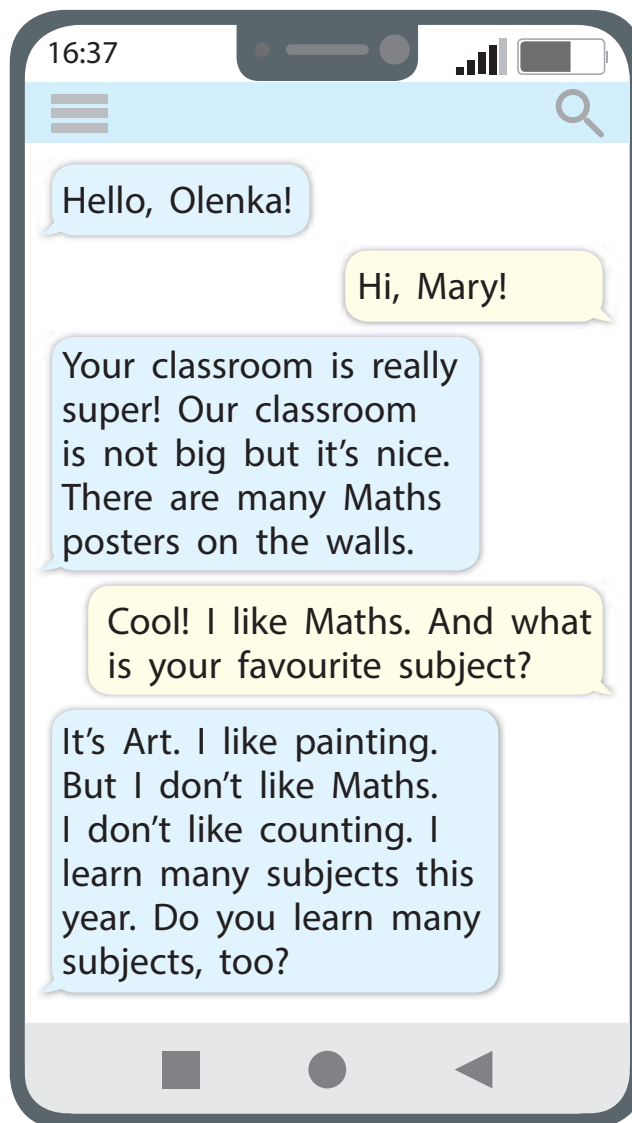 16:37
Hello, Olenka!
Hi, Mary!
Your classroom is really
super! Our classroom
is not big but it's nice.
There are many Maths
posters on the walls.
Cool! I like Maths. And what
is your favourite subject?
It's Art. I like painting.
But I don't like Maths.
I don't like counting. I
learn many subjects this
year. Do you learn many
subjects, too?